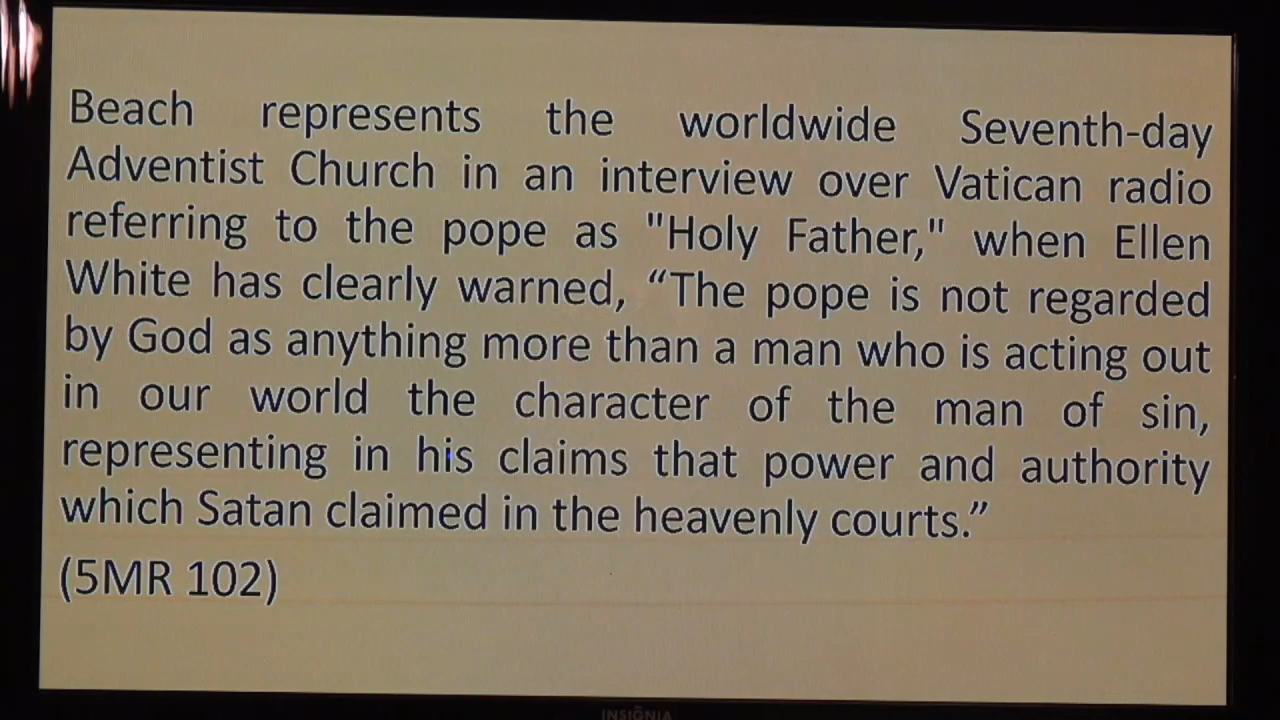 Beach represents the worldwide Seventh-day
Adventist Church in an interview over Vatican radio
referring to the pope as "Holy Father," when Ellen
White has clearly warned, “The pope is not regarded
by God as anything more than a man who is acting out
in our world the character of the man of sin,
representing in his claims that power and authority
which Satan claimed in the heavenly courts.”
(5MR 102)
INSIGNIA